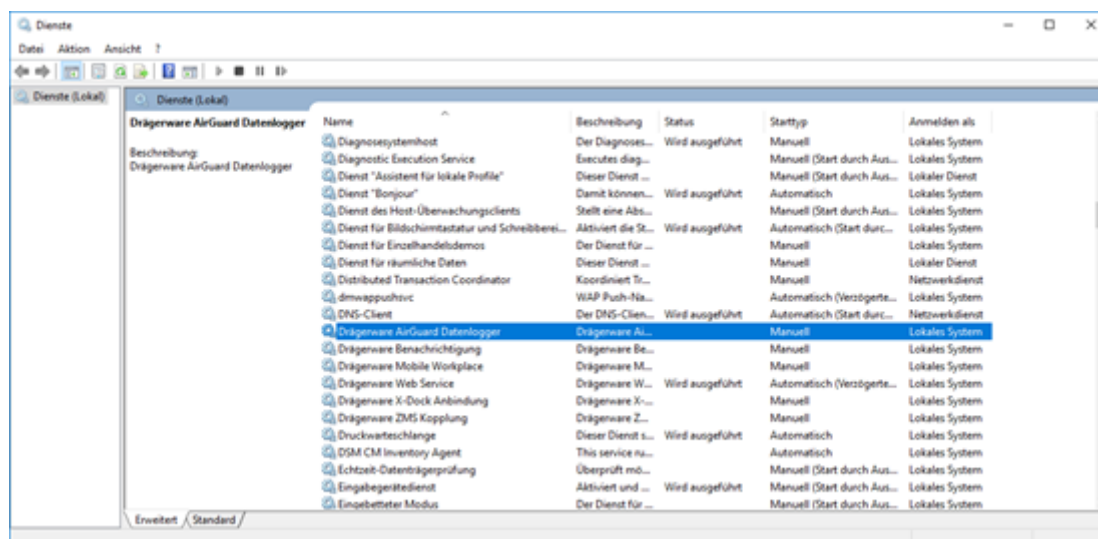 Dienste
Datei Aktion Ansicht ?
Dienste (Lokal)
Dienste (Lokal)
Drägerware AirGuard Datenlogger
Beschreibung:
Drägerware AirGuard Datenlogger
Name Beschreibung Status Starttyp Anmelden als
Diagnosesystemhost Der Diagnoses... Wird ausgeführt Manuell Lokales System
Diagnostic Execution Service Executes diag... Manuell (Start durch Aus... Lokales System
Dienst "Assistent für lokale Profile" Dieser Dienst ... Manuell (Start durch Aus... Lokaler Dienst
Dienst "Bonjour" Damit können... Wird ausgeführt Automatisch Lokales System
Dienst des Host-Überwachungsclients Stellt eine Abs... Manuell (Start durch Aus... Lokales System
Dienst für Bildschirmtastatur und Schreibberei... Aktiviert die St... Wird ausgeführt Automatisch (Start durc... Lokales System
Dienst für Einzelhandelsdemos Der Dienst für ... Manuell Lokales System
Dienst für räumliche Daten Dieser Dienst ... Manuell Lokaler Dienst
Distributed Transaction Coordinator Koordiniert Tr... Manuell Netzwerkdienst
dmwappushsvc WAP Push-Na... Automatisch (Verzögerte... Lokales System
DNS-Client Der DNS-Clien... Wird ausgeführt Automatisch (Start durc... Netzwerkdienst
Drägerware AirGuard Datenlogger Drägerware Ai... Manuell Lokales System
Drägerware Benachrichtigung Drägerware Be... Manuell Lokales System
Drägerware Mobile Workplace Drägerware M... Manuell Lokales System
Drägerware Web Service Drägerware W... Wird ausgeführt Automatisch (Verzögerte... Lokales System
Drägerware X-Dock Anbindung Drägerware X-... Manuell Lokales System
Drägerware ZMS Kopplung Drägerware Z... Manuell Lokales System
Druckwarteschlange Dieser Dienst s... Wird ausgeführt Automatisch Lokales System
DSM CM Inventory Agent This service ru... Automatisch Lokales System
Echtzeit-Datenträgerprüfung Überprüft mö... Manuell (Start durch Aus... Lokales System
Eingabegerätedienst Aktiviert und ... Wird ausgeführt Manuell (Start durch Aus... Lokales System
Eingebetteter Modus Der Dienst für ... Manuell (Start durch Aus... Lokales System
Erweitert Standard